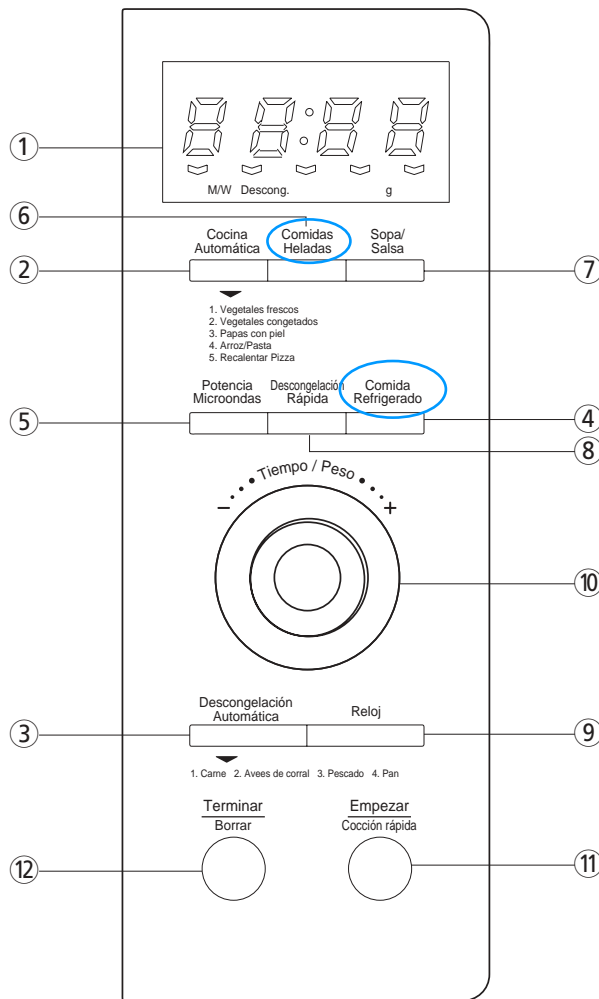 88:88
①
M/W Descong. g
⑥
Cocina
Automática
Comidas
Heladas
Sopa/
Salsa
②
⑦
1. Vegetales frescos
2. Vegetales congetados
3. Papas con piel
4. Arroz/Pasta
5. Recalentar Pizza
Potencia
Microondas
Descongelación
Rápida
Comida
Refrigerado
⑤
④
⑧
Tiempo / Peso
– +
⑩
Descongelación
Automática
Reloj
③
⑨
1. Carne 2. Avees de corral 3. Pescado 4. Pan
Terminar
Borrar
Empezar
Cocción rápida
⑫
⑪